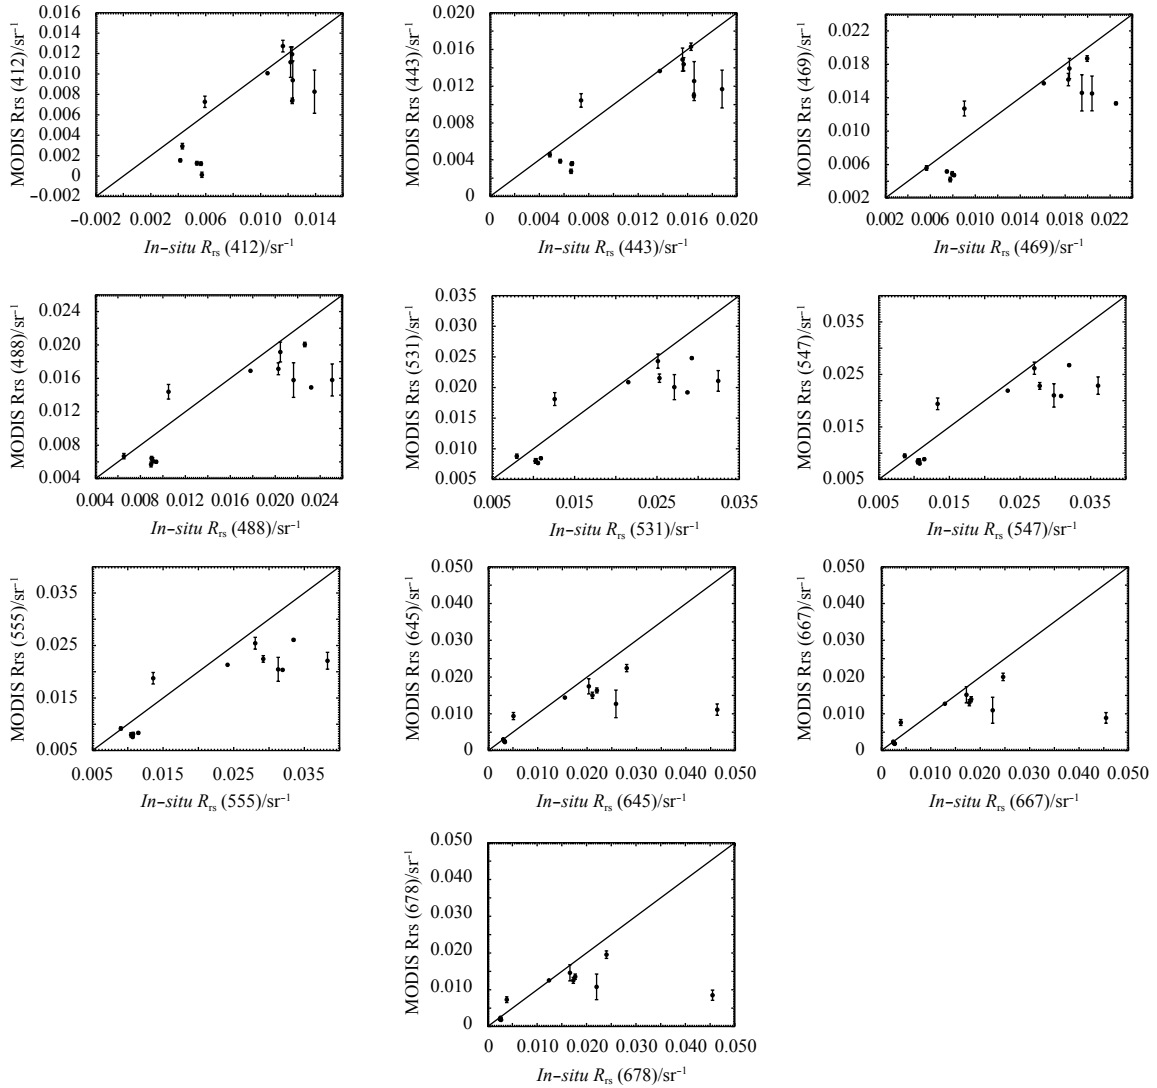 MODIS Rrs (412)/sr⁻¹
0.016
0.014
0.012
0.010
0.008
0.006
0.004
0.002
0
−0.002
−0.002 0.002 0.006 0.010 0.014
In−situ Rrs (412)/sr⁻¹
MODIS Rrs (443)/sr⁻¹
0.020
0.016
0.012
0.008
0.004
0
0 0.004 0.008 0.012 0.016 0.020
In−situ Rrs (443)/sr⁻¹
MODIS Rrs (469)/sr⁻¹
0.022
0.018
0.014
0.010
0.006
0.002
0.002 0.006 0.010 0.014 0.018 0.022
In−situ Rrs (469)/sr⁻¹
MODIS Rrs (488)/sr⁻¹
0.024
0.020
0.016
0.012
0.008
0.004
0.004 0.008 0.012 0.016 0.020 0.024
In−situ Rrs (488)/sr⁻¹
MODIS Rrs (531)/sr⁻¹
0.035
0.030
0.025
0.020
0.015
0.010
0.005
0.005 0.015 0.025 0.035
In−situ Rrs (531)/sr⁻¹
MODIS Rrs (547)/sr⁻¹
0.035
0.025
0.015
0.005
0.005 0.015 0.025 0.035
In−situ Rrs (547)/sr⁻¹
MODIS Rrs (555)/sr⁻¹
0.035
0.025
0.015
0.005
0.005 0.015 0.025 0.035
In−situ Rrs (555)/sr⁻¹
MODIS Rrs (645)/sr⁻¹
0.050
0.040
0.030
0.020
0.010
0
0 0.010 0.020 0.030 0.040 0.050
In−situ Rrs (645)/sr⁻¹
MODIS Rrs (667)/sr⁻¹
0.050
0.040
0.030
0.020
0.010
0
0 0.010 0.020 0.030 0.040 0.050
In−situ Rrs (667)/sr⁻¹
MODIS Rrs (678)/sr⁻¹
0.050
0.040
0.030
0.020
0.010
0
0 0.010 0.020 0.030 0.040 0.050
In−situ Rrs (678)/sr⁻¹